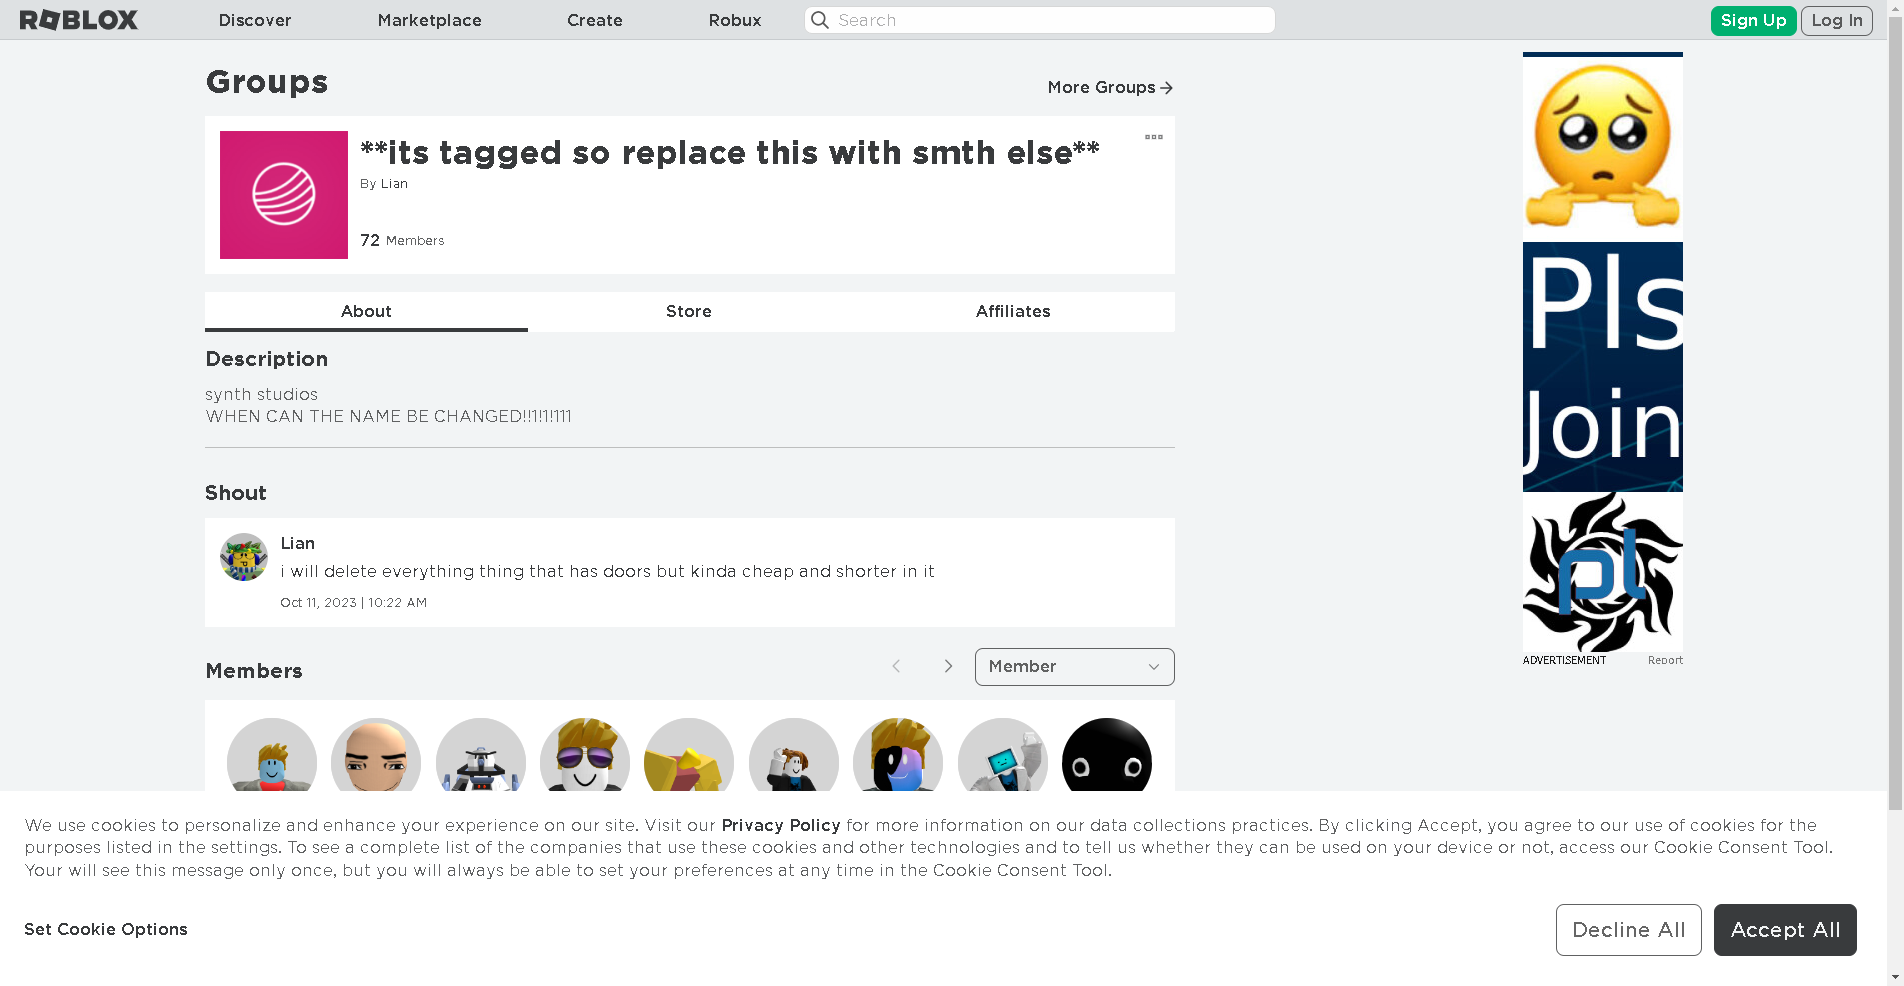 ROBLOX
Discover
Marketplace
Create
Robux
Search
Sign Up
Log In
Groups
More Groups
**its tagged so replace this with smth else**
By Lian
72 Members
About
Store
Affiliates
Description
synth studios
WHEN CAN THE NAME BE CHANGED!!1!1!111
Shout
Lian
i will delete everything thing that has doors but kinda cheap and shorter in it
Oct 11, 2023 | 10:22 AM
Members
Member
Pls
Join
pl
ADVERTISEMENT
Report
We use cookies to personalize and enhance your experience on our site. Visit our Privacy Policy for more information on our data collections practices. By clicking Accept, you agree to our use of cookies for the
purposes listed in the settings. To see a complete list of the companies that use these cookies and other technologies and to tell us whether they can be used on your device or not, access our Cookie Consent Tool.
Your will see this message only once, but you will always be able to set your preferences at any time in the Cookie Consent Tool.
Set Cookie Options
Decline All
Accept All